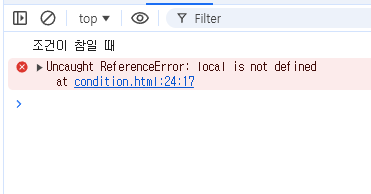 top
Filter
조건이 참일 때
Uncaught ReferenceError: local is not defined
at condition.html:24:17